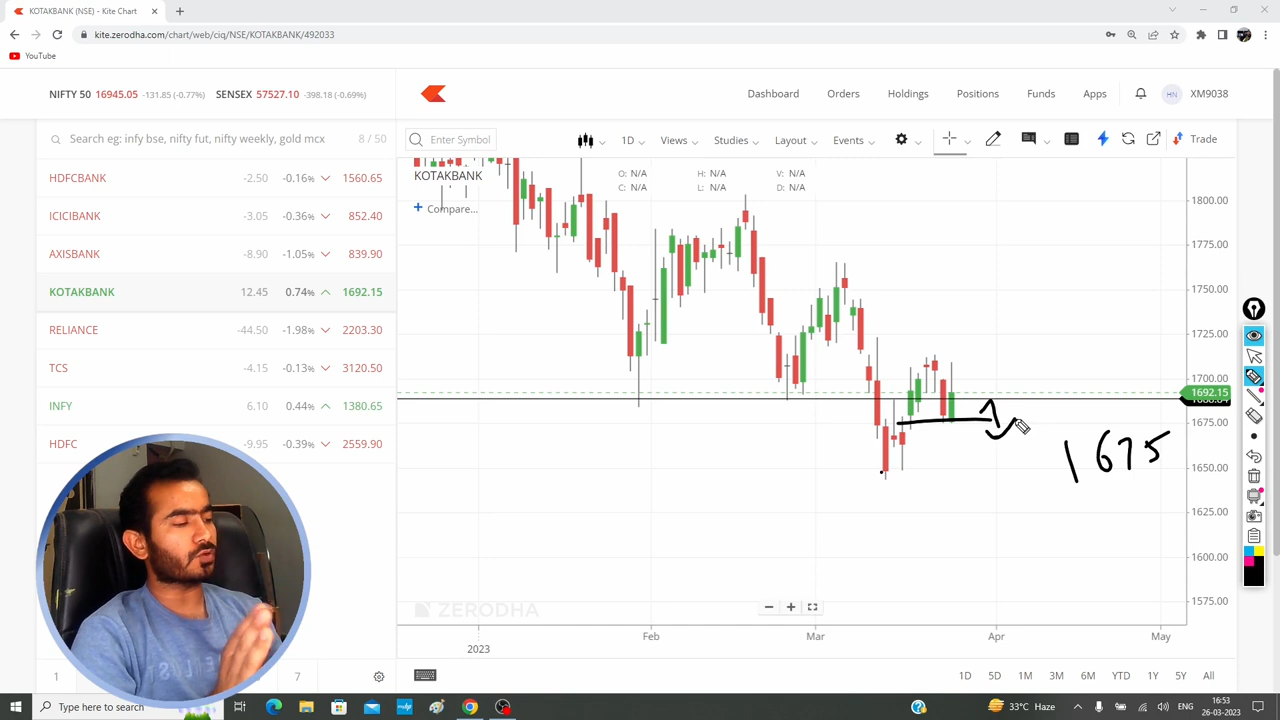 KOTAKBANK (NSE) - Kite Chart
kite.zerodha.com/chart/web/ciq/NSE/KOTAKBANK/492033
YouTube
NIFTY 50 16945.05 -131.85 (-0.77%) SENSEX 57527.10 -398.18 (-0.69%)
Dashboard Orders Holdings Positions Funds Apps HN XM9038
Search eg: infy bse, nifty fut, nifty weekly, gold mcx 8 / 50
Enter Symbol 1D Views Studies Layout Events Trade
HDFCBANK -2.50 -0.16% 1560.65
ICICIBANK -3.05 -0.36% 852.40
AXISBANK -8.90 -1.05% 839.90
KOTAKBANK 12.45 0.74% 1692.15
RELIANCE -44.50 -1.98% 2203.30
TCS -4.15 -0.13% 3120.50
INFY 6.10 0.44% 1380.65
HDFC -9.95 -0.39% 2559.90
1 7
KOTAKBANK
O: N/A H: N/A V: N/A
C: N/A L: N/A D: N/A
+ Compare...
1800.00
1775.00
1750.00
1725.00
1700.00
1692.15
1675.00
1650.00
1625.00
1600.00
1575.00
1675
ZERODHA
Feb Mar Apr May
2023
1D 5D 1M 3M 6M YTD 1Y 5Y All
Type here to search
33°C Haze
ENG
16:53
26-03-2023